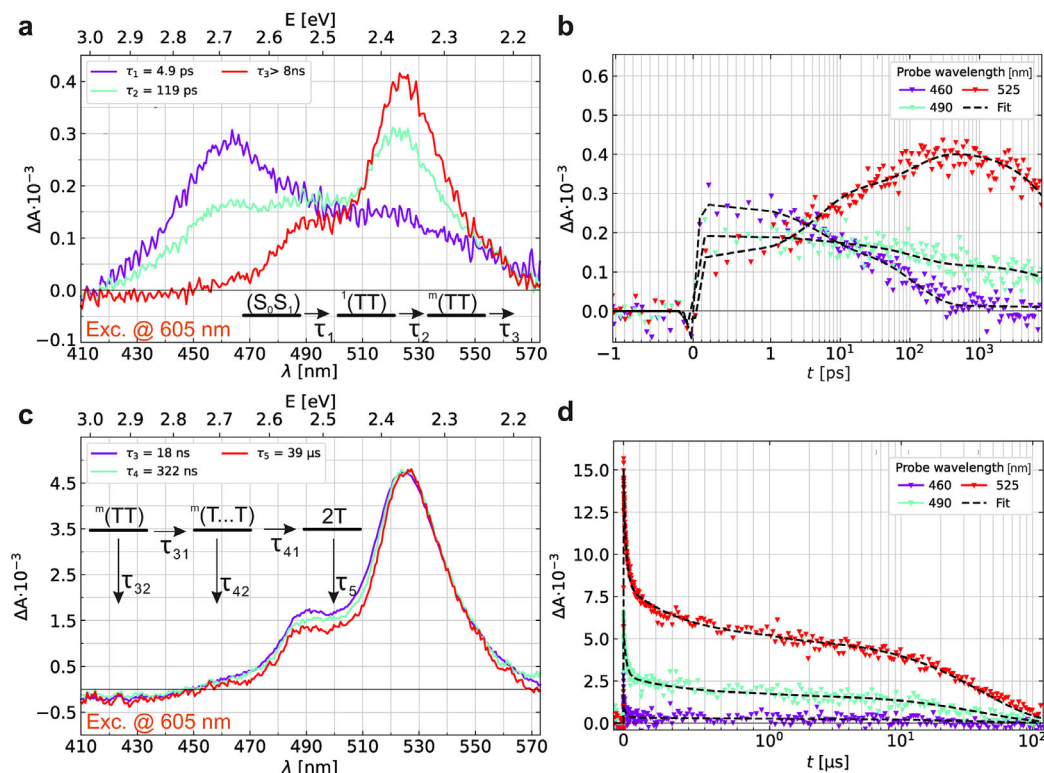 a
E [eV]
3.0 2.9 2.8 2.7 2.6 2.5 2.4 2.3 2.2
τ1 = 4.9 ps
τ2 = 119 ps
τ3> 8ns
ΔA·10⁻³
0.4
0.3
0.2
0.1
0.0
−0.1
(S₀S₁) ¹(TT) ᵐ(TT)
τ₁ τ₂ τ₃
Exc. @ 605 nm
410 430 450 470 490 510 530 550 570
λ [nm]
b
ΔA·10⁻³
0.6
0.5
0.4
0.3
0.2
0.1
0.0
Probe wavelength [nm]
460
490
525
Fit
−1 0 1 10¹ 10² 10³
t [ps]
c
E [eV]
3.0 2.9 2.8 2.7 2.6 2.5 2.4 2.3 2.2
τ3 = 18 ns
τ4 = 322 ns
τ5 = 39 μs
ΔA·10⁻³
4.5
3.5
2.5
1.5
0.5
−0.5
ᵐ(TT) ᵐ(T...T) 2T
τ₃₁ τ₄₁
τ₃₂ τ₄₂ τ₅
Exc. @ 605 nm
410 430 450 470 490 510 530 550 570
λ [nm]
d
ΔA·10⁻³
15.0
12.5
10.0
7.5
5.0
2.5
0.0
Probe wavelength [nm]
460
490
525
Fit
0 10⁰ 10¹ 10²
t [μs]